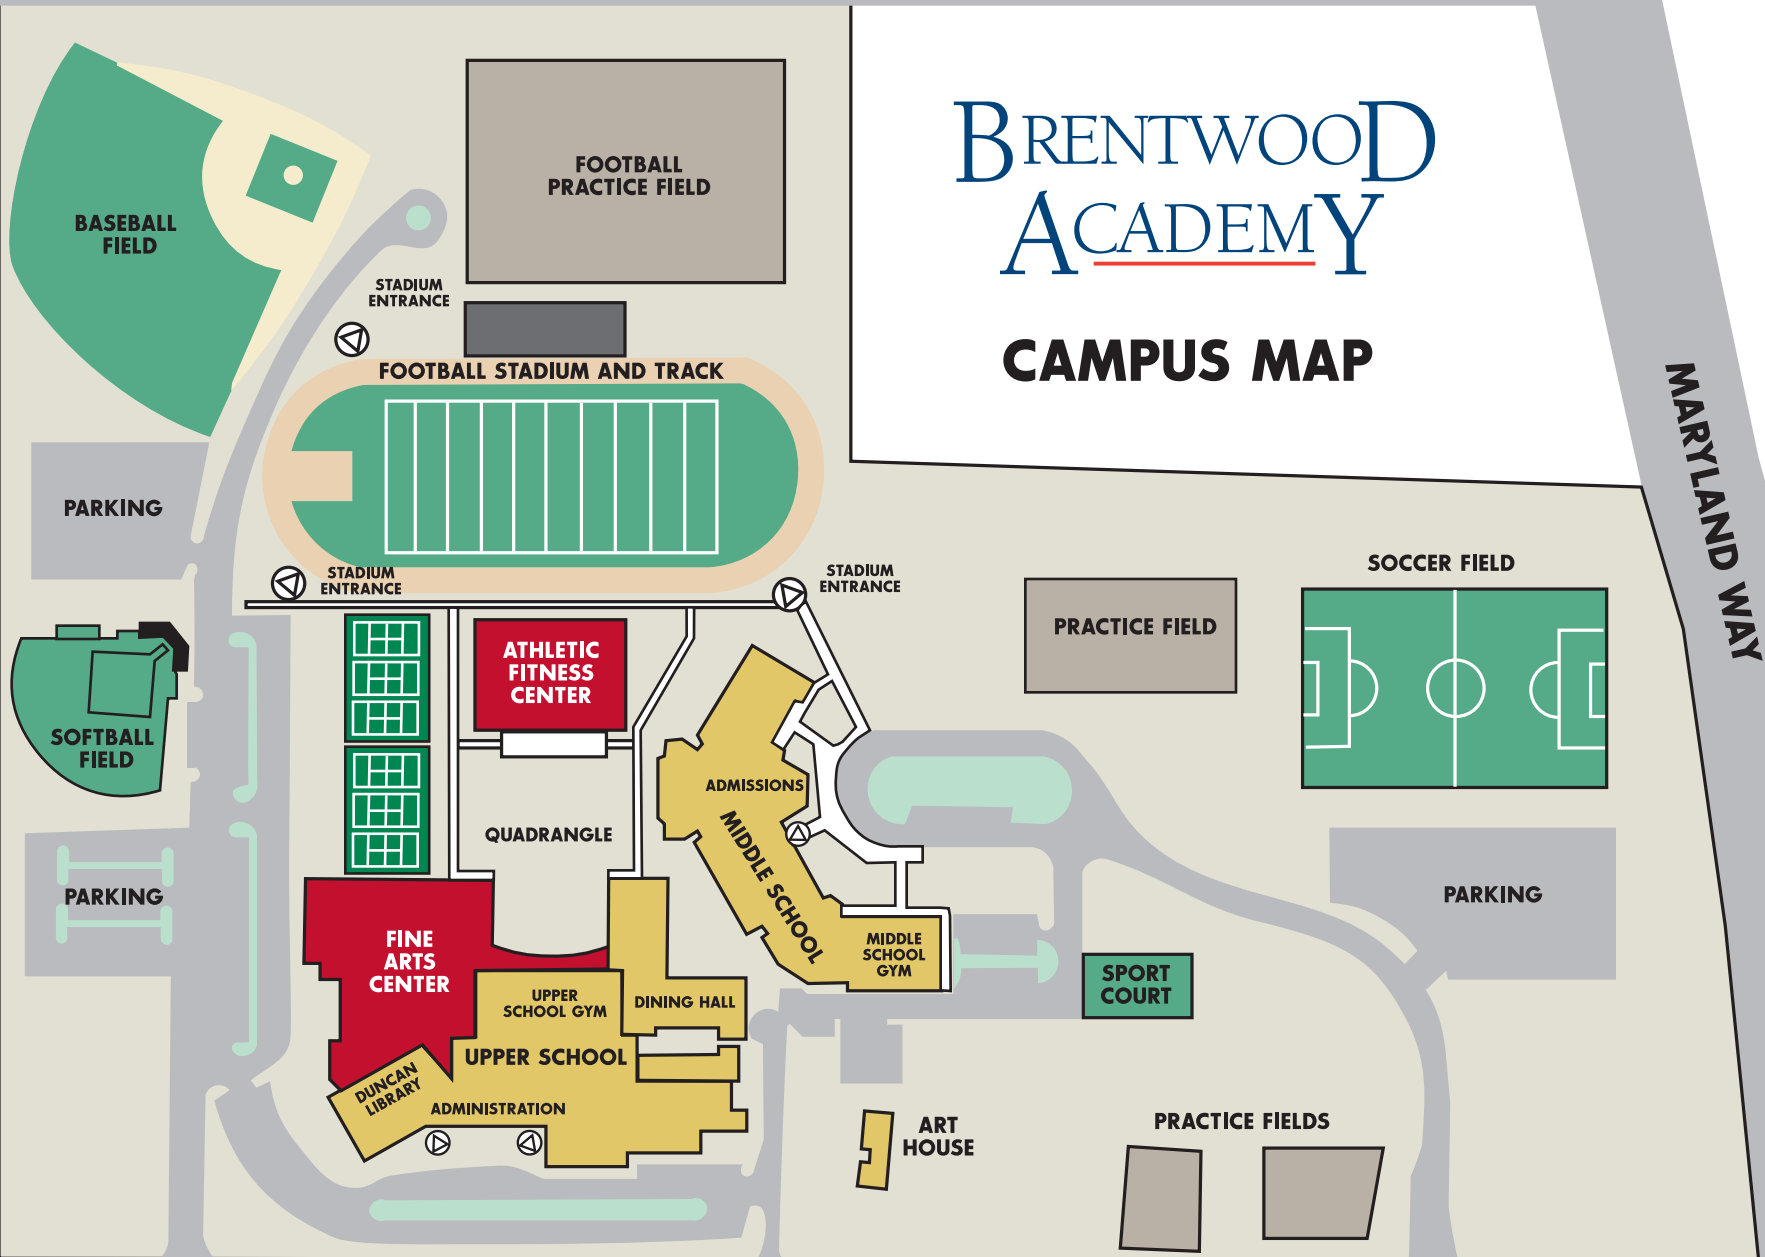 BRENTWOOD
ACADEMY
CAMPUS MAP
MARYLAND WAY
FOOTBALL
PRACTICE FIELD
BASEBALL
FIELD
STADIUM
ENTRANCE
FOOTBALL STADIUM AND TRACK
PARKING
STADIUM
ENTRANCE
STADIUM
ENTRANCE
SOCCER FIELD
PRACTICE FIELD
ATHLETIC
FITNESS
CENTER
SOFTBALL
FIELD
ADMISSIONS
MIDDLE SCHOOL
QUADRANGLE
PARKING
PARKING
FINE
ARTS
CENTER
MIDDLE
SCHOOL
GYM
SPORT
COURT
UPPER
SCHOOL GYM
DINING HALL
UPPER SCHOOL
DUNCAN
LIBRARY
ADMINISTRATION
ART
HOUSE
PRACTICE FIELDS